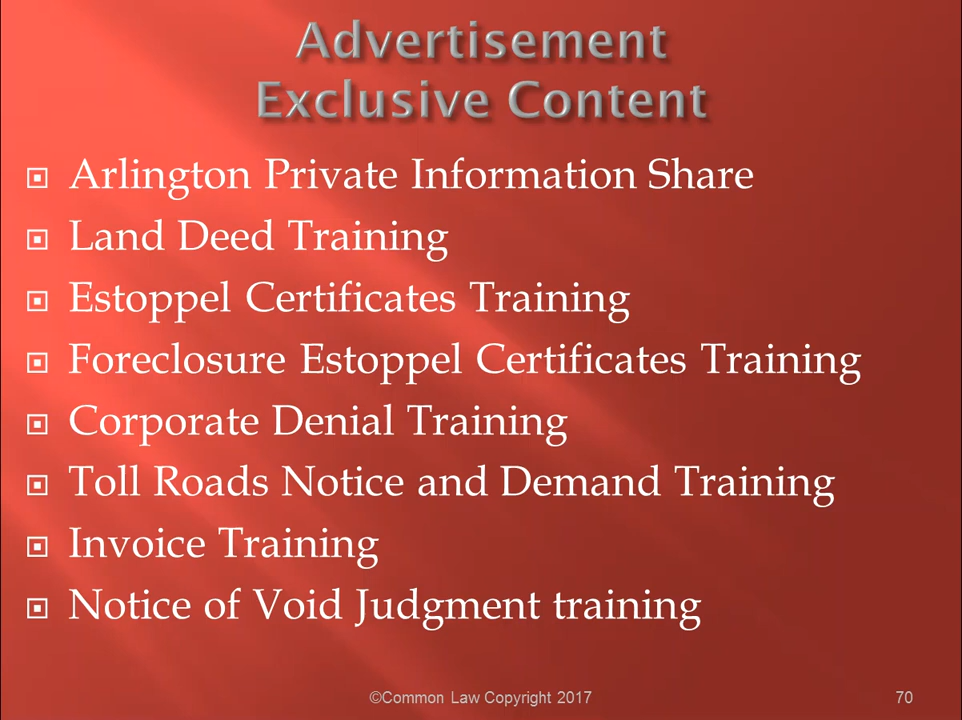 Advertisement
Exclusive Content
Arlington Private Information Share
Land Deed Training
Estoppel Certificates Training
Foreclosure Estoppel Certificates Training
Corporate Denial Training
Toll Roads Notice and Demand Training
Invoice Training
Notice of Void Judgment training
©Common Law Copyright 2017
70